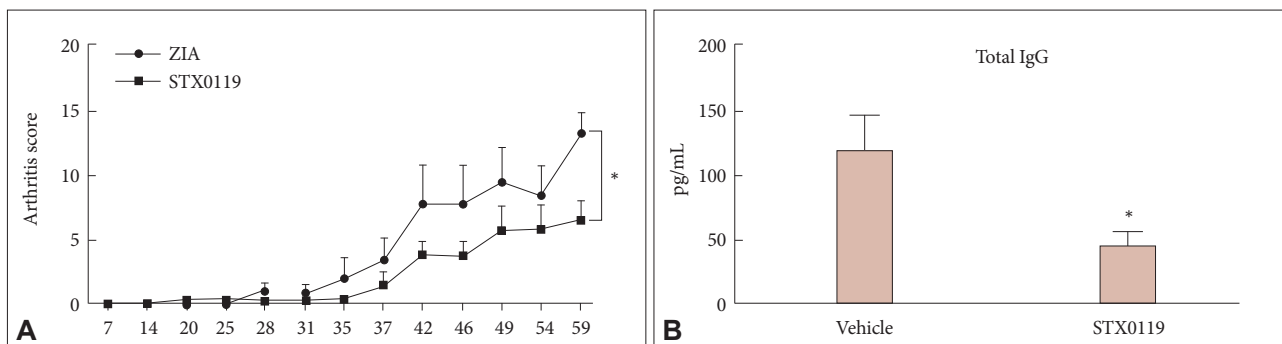 20
15
10
5
0
Arthritis score
ZIA
STX0119
*
7 14 20 25 28 31 35 37 42 46 49 54 59
A
200
150
100
50
0
pg/mL
Total IgG
*
Vehicle STX0119
B